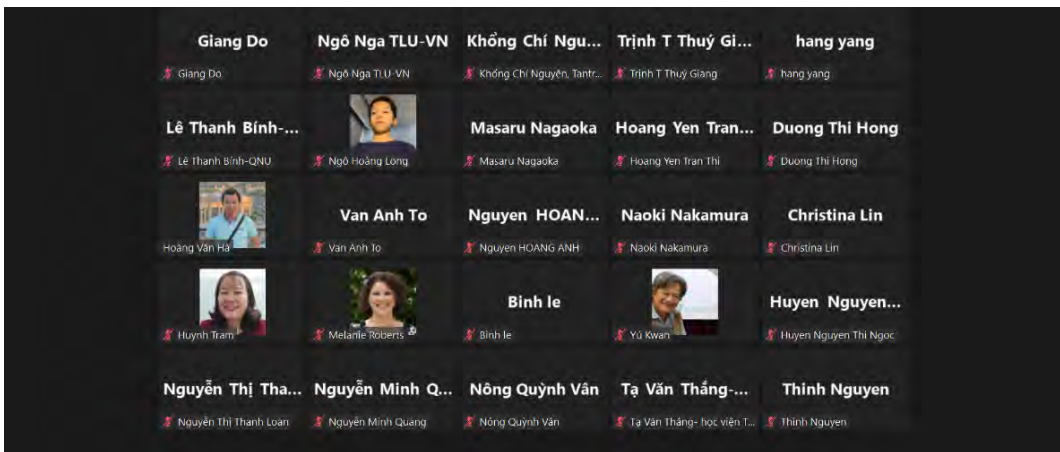 Giang Do
Ngô Nga TLU-VN
Khổng Chí Ngu...
Trịnh T Thuý Gi...
hang yang
Giang Do
Ngô Nga TLU-VN
Khổng Chí Nguyên, Tantr...
Trịnh T Thuý Giang
hang yang
Lê Thanh Bính-...
Masaru Nagaoka
Hoang Yen Tran...
Duong Thi Hong
Lê Thanh Bính-QNU
Ngô Hoàng Long
Masaru Nagaoka
Hoang Yen Tran Thi
Duong Thi Hong
Van Anh To
Nguyen HOAN...
Naoki Nakamura
Christina Lin
Hoàng Văn Hà
Van Anh To
Nguyen HOANG ANH
Naoki Nakamura
Christina Lin
Binh le
Huyen Nguyen...
Huynh Tram
Melanie Roberts
Binh le
Yú Kwan
Huyen Nguyen Thi Ngoc
Nguyễn Thị Tha...
Nguyễn Minh Q...
Nông Quỳnh Vân
Tạ Văn Thắng-...
Thinh Nguyen
Nguyễn Thị Thanh Loan
Nguyễn Minh Quang
Nông Quỳnh Vân
Tạ Văn Thắng- học viện T...
Thinh Nguyen